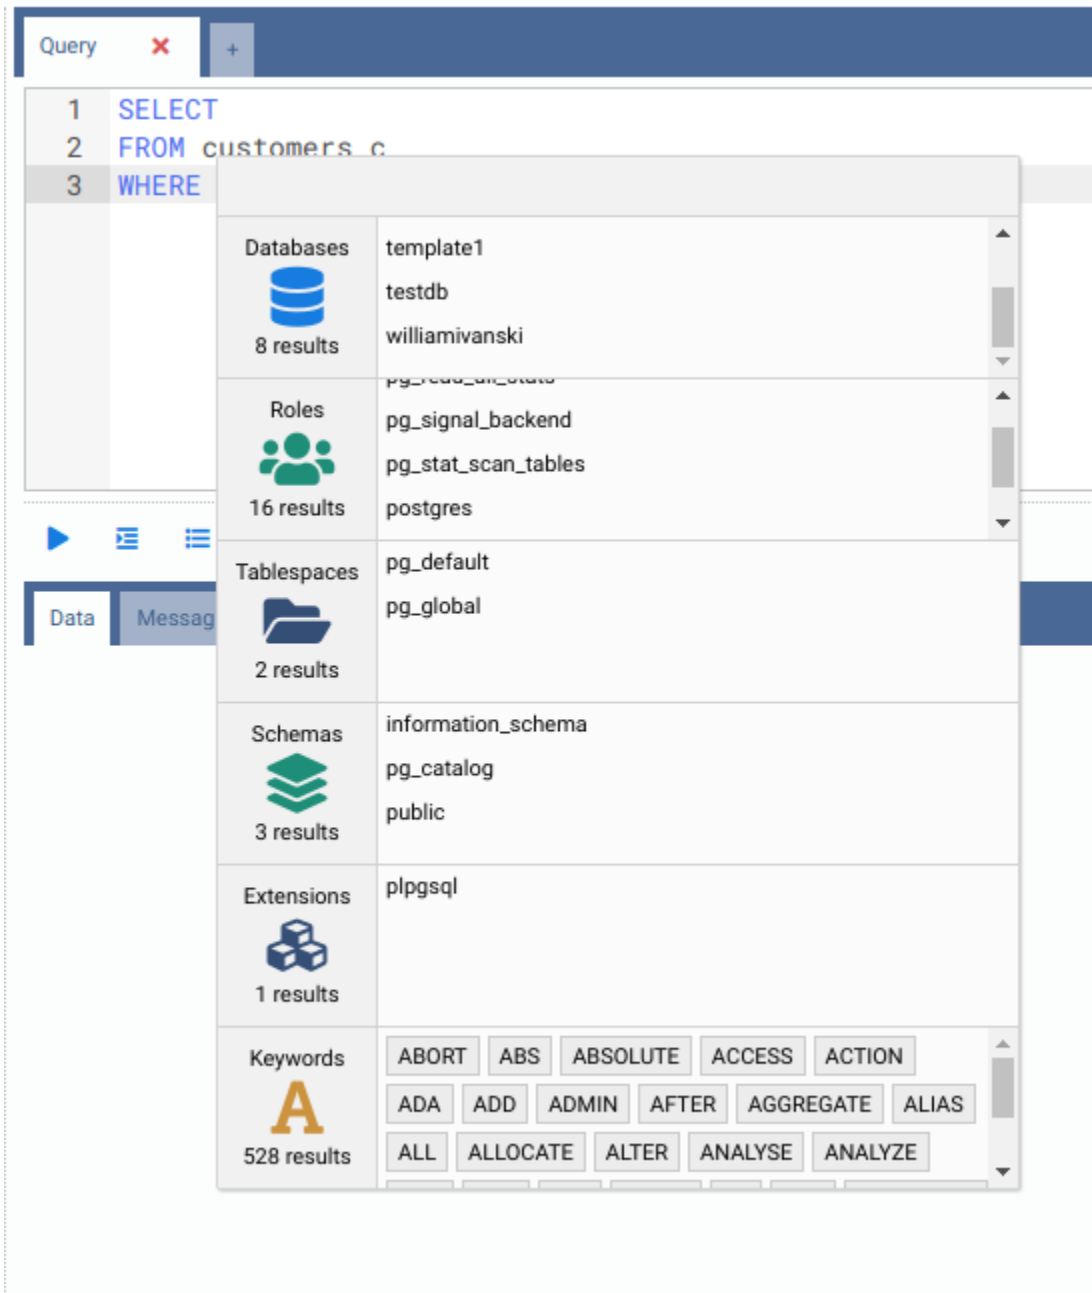 Query
+
1 SELECT
2 FROM customers c
3 WHERE
Databases
8 results
template1
testdb
williamivanski
Roles
16 results
pg_read_all_stats
pg_signal_backend
pg_stat_scan_tables
postgres
Tablespaces
2 results
pg_default
pg_global
Schemas
3 results
information_schema
pg_catalog
public
Extensions
1 results
plpgsql
Keywords
528 results
ABORT ABS ABSOLUTE ACCESS ACTION
ADA ADD ADMIN AFTER AGGREGATE ALIAS
ALL ALLOCATE ALTER ANALYSE ANALYZE
Data Messag